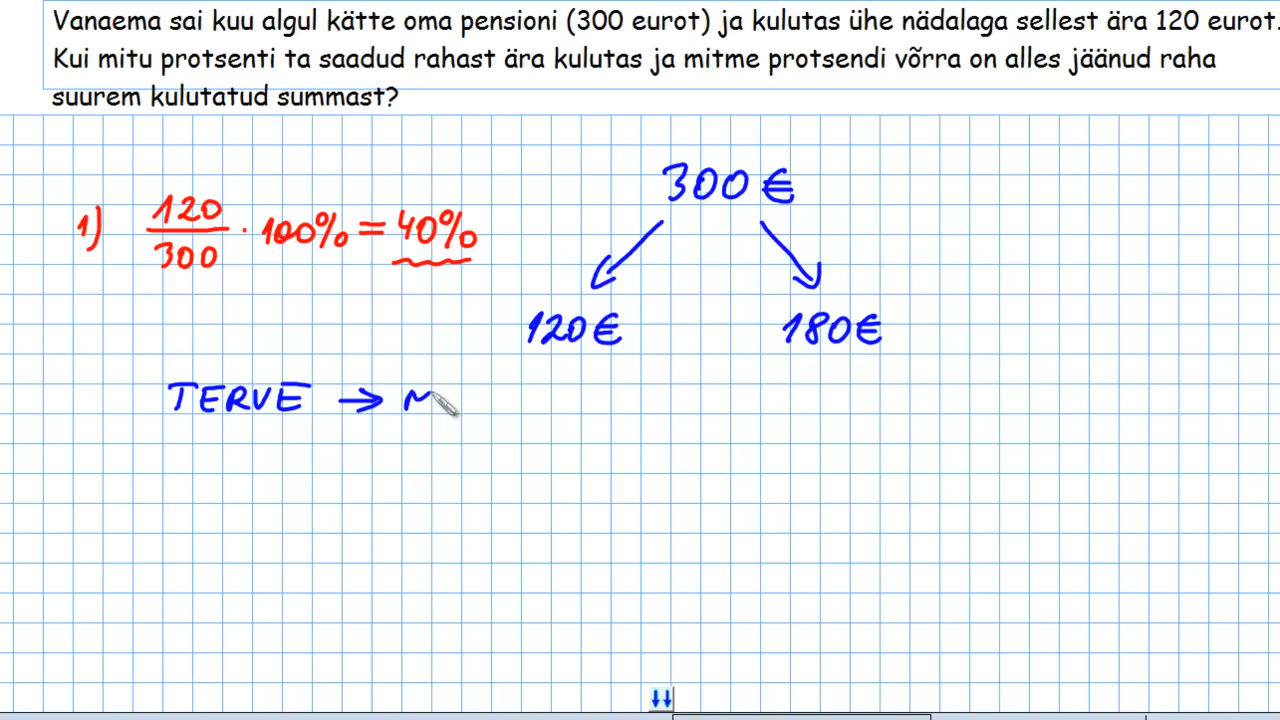 Vanaema sai kuu algul kätte oma pensioni (300 eurot) ja kulutas ühe nädalaga sellest ära 120 eurot.
Kui mitu protsenti ta saadud rahast ära kulutas ja mitme protsendi võrra on alles jäänud raha
suurem kulutatud summast?
300 €
1) 120/300 · 100% = 40%
120 € 180 €
TERVE → M